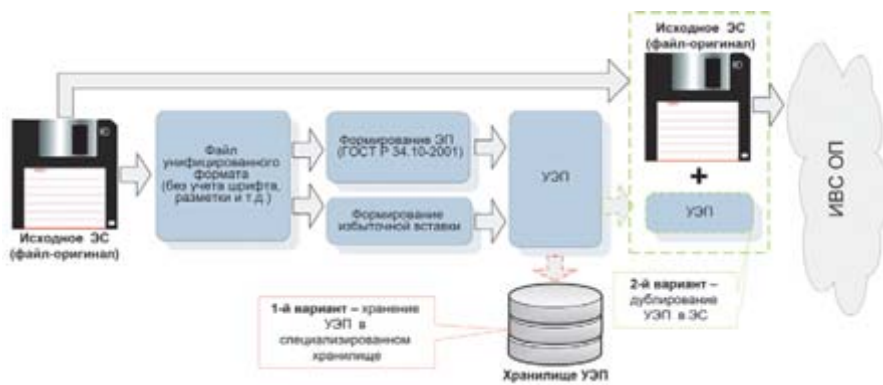 Исходное ЭС
(файл-оригинал)
Файл
унифицированного
формата
(без учета шрифта,
разметки и т.д.)
Формирование ЭП
(ГОСТ Р 34.10-2001)
Формирование
избыточной вставки
УЭП
Исходное ЭС
(файл-оригинал)
+
УЭП
ИВС ОП
1-й вариант – хранение
УЭП в
специализированном
хранилище
Хранилище УЭП
2-й вариант –
дублирование
УЭП в ЭС